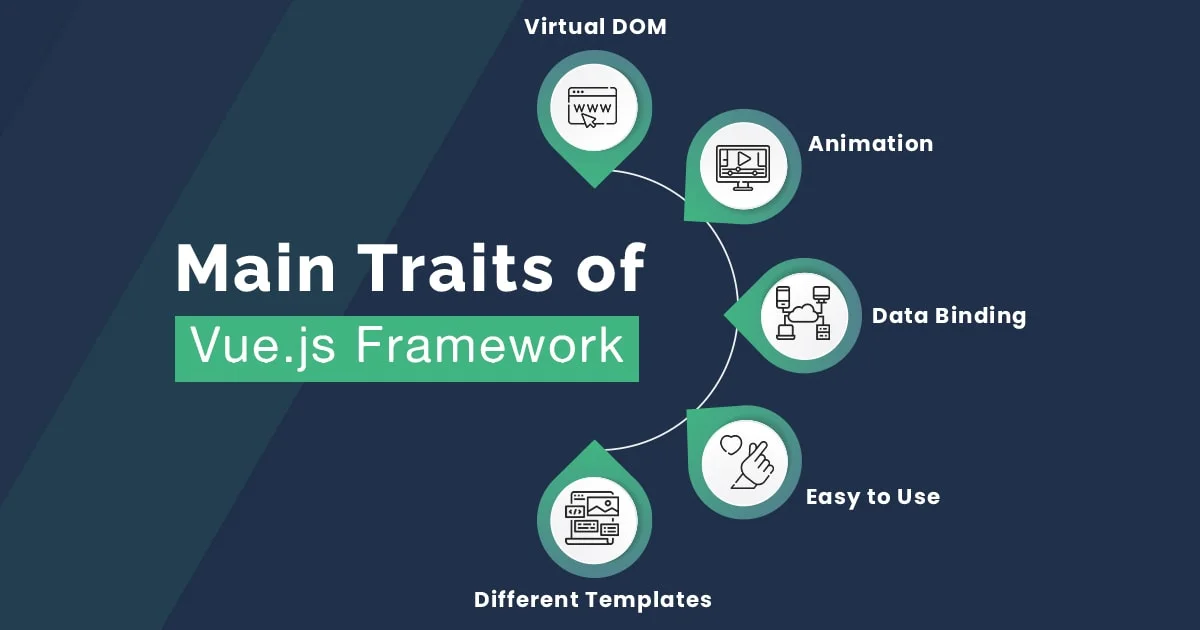 Virtual DOM
WWW
Animation
Main Traits of
Vue.js Framework
Data Binding
Easy to Use
Different Templates